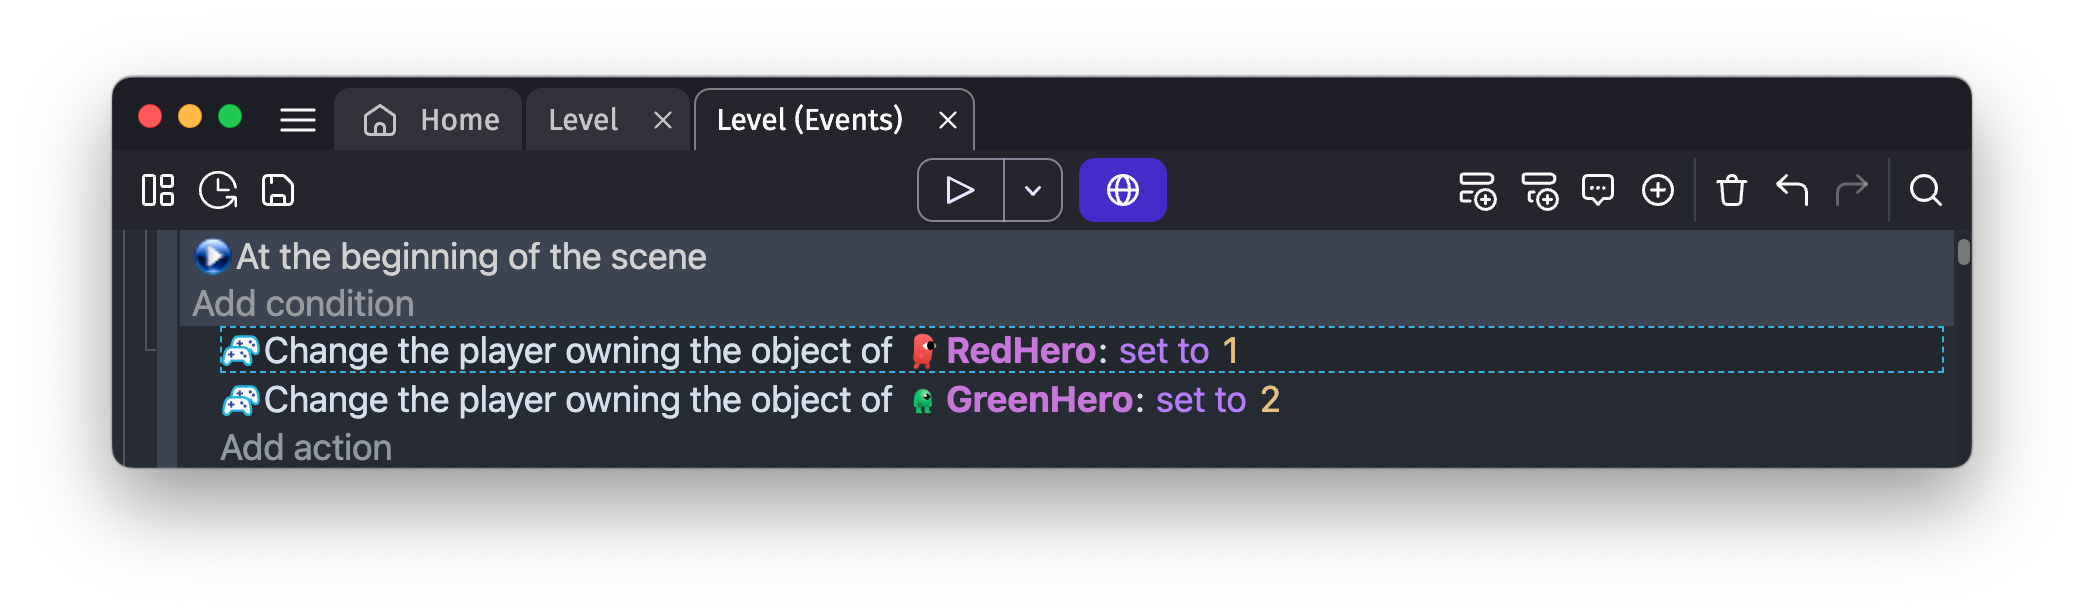 Home Level Level (Events)
At the beginning of the scene
Add condition
Change the player owning the object of RedHero: set to 1
Change the player owning the object of GreenHero: set to 2
Add action